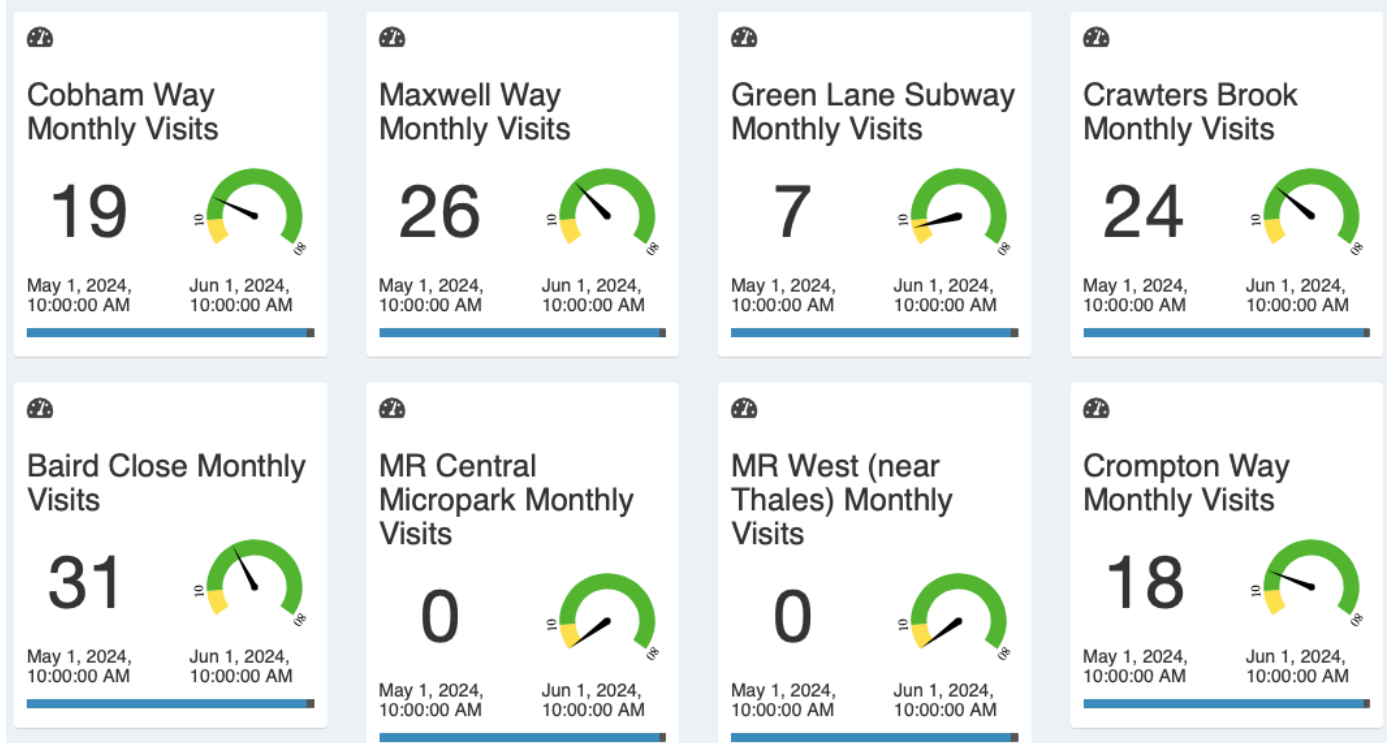 Cobham Way
Monthly Visits
19
10
80
May 1, 2024,
10:00:00 AM
Jun 1, 2024,
10:00:00 AM
Maxwell Way
Monthly Visits
26
10
80
May 1, 2024,
10:00:00 AM
Jun 1, 2024,
10:00:00 AM
Green Lane Subway
Monthly Visits
7
10
80
May 1, 2024,
10:00:00 AM
Jun 1, 2024,
10:00:00 AM
Crawters Brook
Monthly Visits
24
10
80
May 1, 2024,
10:00:00 AM
Jun 1, 2024,
10:00:00 AM
Baird Close Monthly
Visits
31
10
80
May 1, 2024,
10:00:00 AM
Jun 1, 2024,
10:00:00 AM
MR Central
Micropark Monthly
Visits
0
10
80
May 1, 2024,
10:00:00 AM
Jun 1, 2024,
10:00:00 AM
MR West (near
Thales) Monthly
Visits
0
10
80
May 1, 2024,
10:00:00 AM
Jun 1, 2024,
10:00:00 AM
Crompton Way
Monthly Visits
18
10
80
May 1, 2024,
10:00:00 AM
Jun 1, 2024,
10:00:00 AM